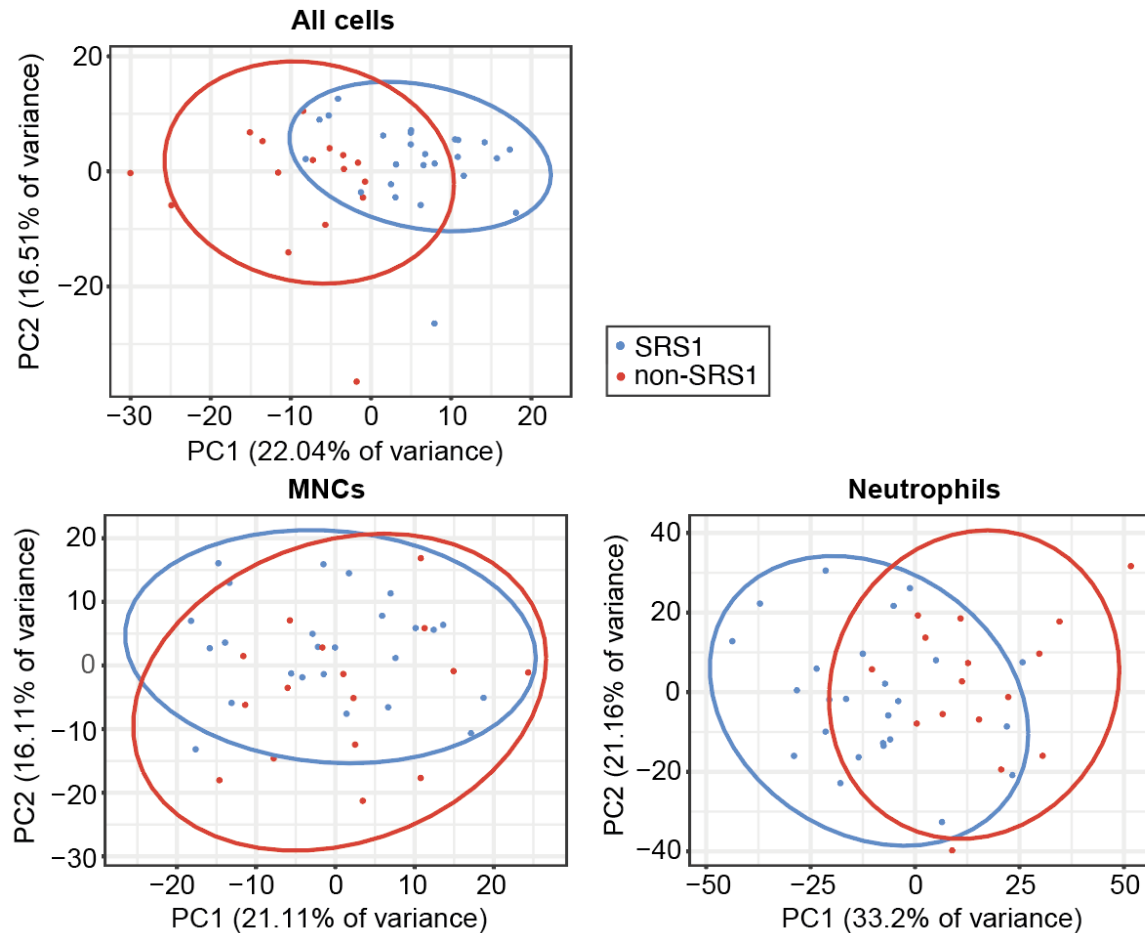 All cells
20
0
−20
PC2 (16.51% of variance)
−30
−20
−10
0
10
20
PC1 (22.04% of variance)
SRS1
non-SRS1
MNCs
20
10
0
−10
−20
−30
PC2 (16.11% of variance)
−20
−10
0
10
20
PC1 (21.11% of variance)
Neutrophils
40
20
0
−20
−40
PC2 (21.16% of variance)
−50
−25
0
25
50
PC1 (33.2% of variance)